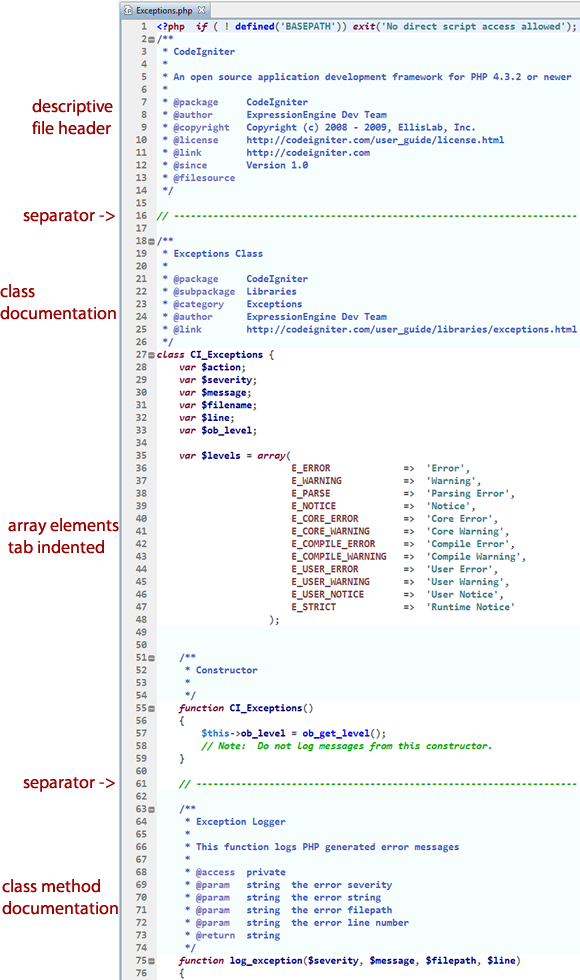 Exceptions.php
1 <?php if ( ! defined('BASEPATH')) exit('No direct script access allowed');
2 /**
3 * CodeIgniter
4 *
5 * An open source application development framework for PHP 4.3.2 or newer
6 *
descriptive
file header
7 * @package CodeIgniter
8 * @author ExpressionEngine Dev Team
9 * @copyright Copyright (c) 2008 - 2009, EllisLab, Inc.
10 * @license http://codeigniter.com/user_guide/license.html
11 * @link http://codeigniter.com
12 * @since Version 1.0
13 * @filesource
14 */
15
separator ->
16 // ------------------------------------------------------------------------
17
18 /**
19 * Exceptions Class
20 *
class
documentation
21 * @package CodeIgniter
22 * @subpackage Libraries
23 * @category Exceptions
24 * @author ExpressionEngine Dev Team
25 * @link http://codeigniter.com/user_guide/libraries/exceptions.html
26 */
27 class CI_Exceptions {
28 var $action;
29 var $severity;
30 var $message;
31 var $filename;
32 var $line;
33 var $ob_level;
34
35 var $levels = array(
array elements
tab indented
36 E_ERROR => 'Error',
37 E_WARNING => 'Warning',
38 E_PARSE => 'Parsing Error',
39 E_NOTICE => 'Notice',
40 E_CORE_ERROR => 'Core Error',
41 E_CORE_WARNING => 'Core Warning',
42 E_COMPILE_ERROR => 'Compile Error',
43 E_COMPILE_WARNING => 'Compile Warning',
44 E_USER_ERROR => 'User Error',
45 E_USER_WARNING => 'User Warning',
46 E_USER_NOTICE => 'User Notice',
47 E_STRICT => 'Runtime Notice'
48 );
49
50
51 /**
52 * Constructor
53 *
54 */
55 function CI_Exceptions()
56 {
57 $this->ob_level = ob_get_level();
58 // Note: Do not log messages from this constructor.
59 }
60
separator ->
61 // --------------------------------------------------------------------
62
63 /**
64 * Exception Logger
65 *
66 * This function logs PHP generated error messages
67 *
class method
documentation
68 * @access private
69 * @param string the error severity
70 * @param string the error string
71 * @param string the error filepath
72 * @param string the error line number
73 * @return string
74 */
75 function log_exception($severity, $message, $filepath, $line)
76 {